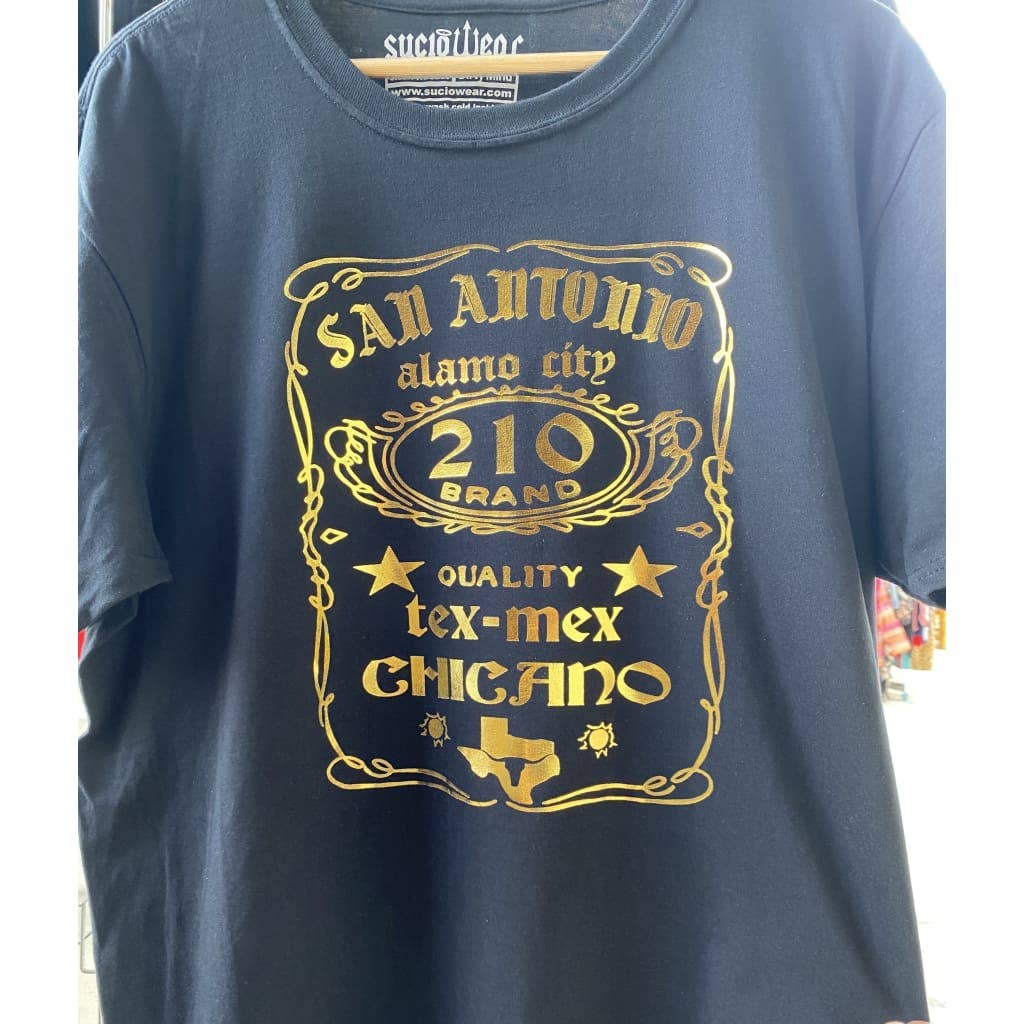 suciowear
www.suciowear.com
SAN ANTONIO
alamo city
210
BRAND
QUALITY
tex-mex
CHICANO